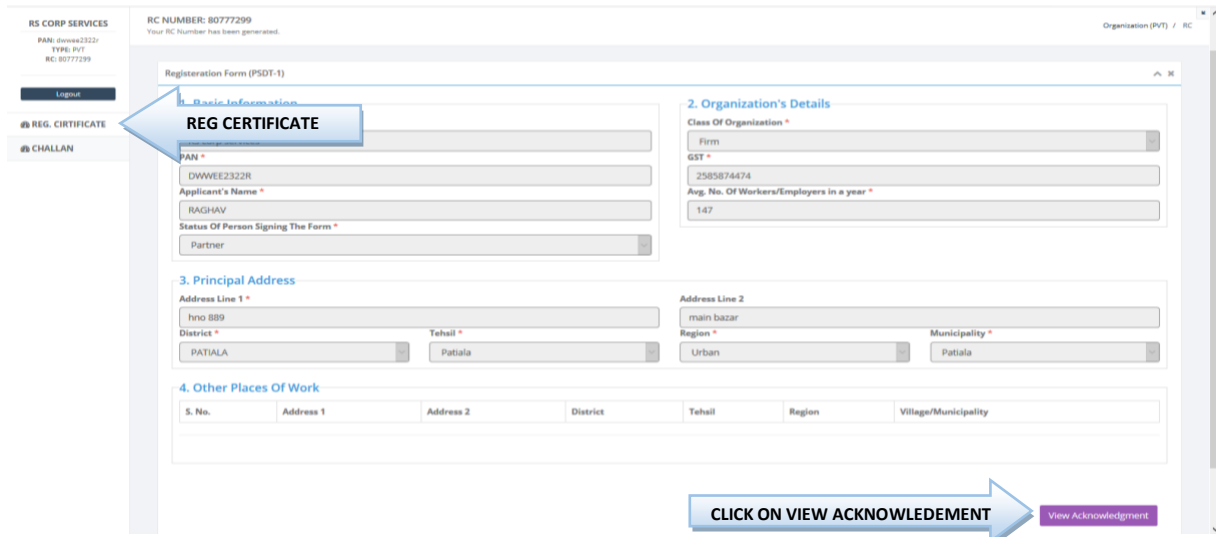 RS CORP SERVICES
PAN: dwwee2322r
TYPE: PVT
RC: 80777299
Logout
REG. CIRTIFICATE
CHALLAN
RC NUMBER: 80777299
Your RC Number has been generated.
Organization (PVT) / RC
Registeration Form (PSDT-1)
1. Basic Information
REG CERTIFICATE
PAN *
DWWEE2322R
Applicant's Name *
RAGHAV
Status Of Person Signing The Form *
Partner
2. Organization's Details
Class Of Organization *
Firm
GST *
2585874474
Avg. No. Of Workers/Employers in a year *
147
3. Principal Address
Address Line 1 *
hno 889
Address Line 2
main bazar
District * Tehsil * Region * Municipality *
PATIALA Patiala Urban Patiala
4. Other Places Of Work
S. No. Address 1 Address 2 District Tehsil Region Village/Municipality
CLICK ON VIEW ACKNOWLEDEMENT
View Acknowledgment